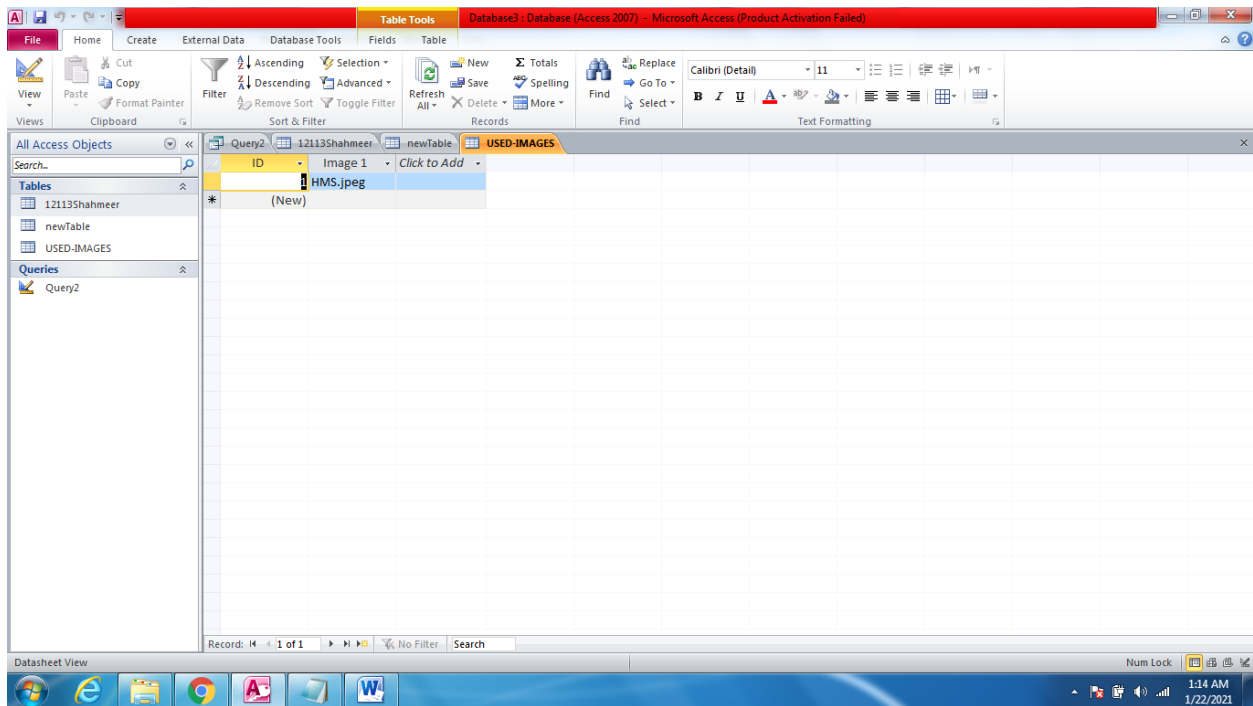 Table Tools Database3 : Database (Access 2007) - Microsoft Access (Product Activation Failed)
File Home Create External Data Database Tools Fields Table
View
Views
Paste
Cut
Copy
Format Painter
Clipboard
Filter
Ascending
Descending
Remove Sort
Selection
Advanced
Toggle Filter
Sort & Filter
Refresh
All
New
Save
Delete
Totals
Spelling
More
Records
Find
Replace
Go To
Select
Find
Calibri (Detail) 11
B I U A
Text Formatting
All Access Objects
Search...
Tables
12113Shahmeer
newTable
USED-IMAGES
Queries
Query2
Query2 12113Shahmeer newTable USED-IMAGES
ID Image 1 Click to Add
1 HMS.jpeg
(New)
Record: 1 of 1 No Filter Search
Datasheet View Num Lock
1:14 AM
1/22/2021